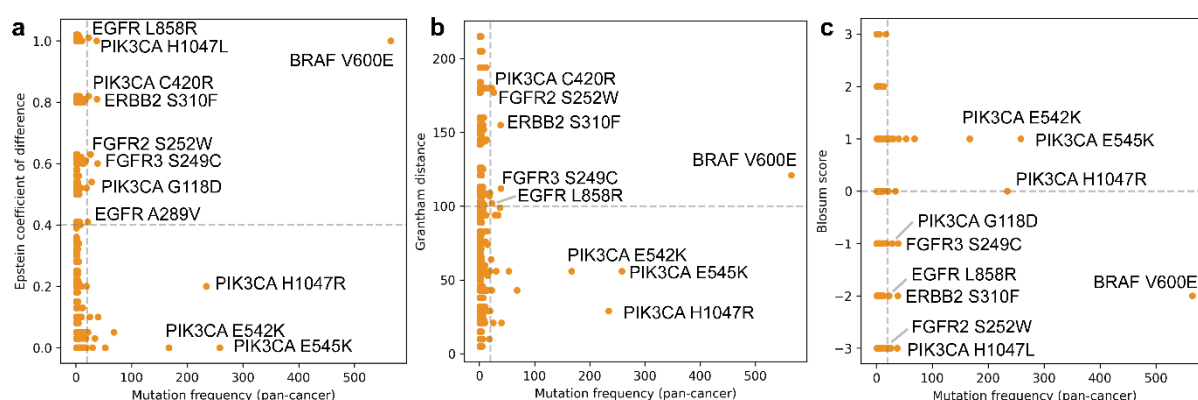 a
Epstein coefficient of difference
1.0
0.8
0.6
0.4
0.2
0.0
EGFR L858R
PIK3CA H1047L
BRAF V600E
PIK3CA C420R
ERBB2 S310F
FGFR2 S252W
FGFR3 S249C
PIK3CA G118D
EGFR A289V
PIK3CA H1047R
PIK3CA E542K
PIK3CA E545K
0 100 200 300 400 500
Mutation frequency (pan-cancer)
b
Grantham distance
200
150
100
50
0
PIK3CA C420R
FGFR2 S252W
ERBB2 S310F
BRAF V600E
FGFR3 S249C
EGFR L858R
PIK3CA E542K
PIK3CA E545K
PIK3CA H1047R
0 100 200 300 400 500
Mutation frequency (pan-cancer)
c
Blosum score
3
2
1
0
−1
−2
−3
PIK3CA E542K
PIK3CA E545K
PIK3CA H1047R
PIK3CA G118D
FGFR3 S249C
EGFR L858R
ERBB2 S310F
BRAF V600E
FGFR2 S252W
PIK3CA H1047L
0 100 200 300 400 500
Mutation frequency (pan-cancer)